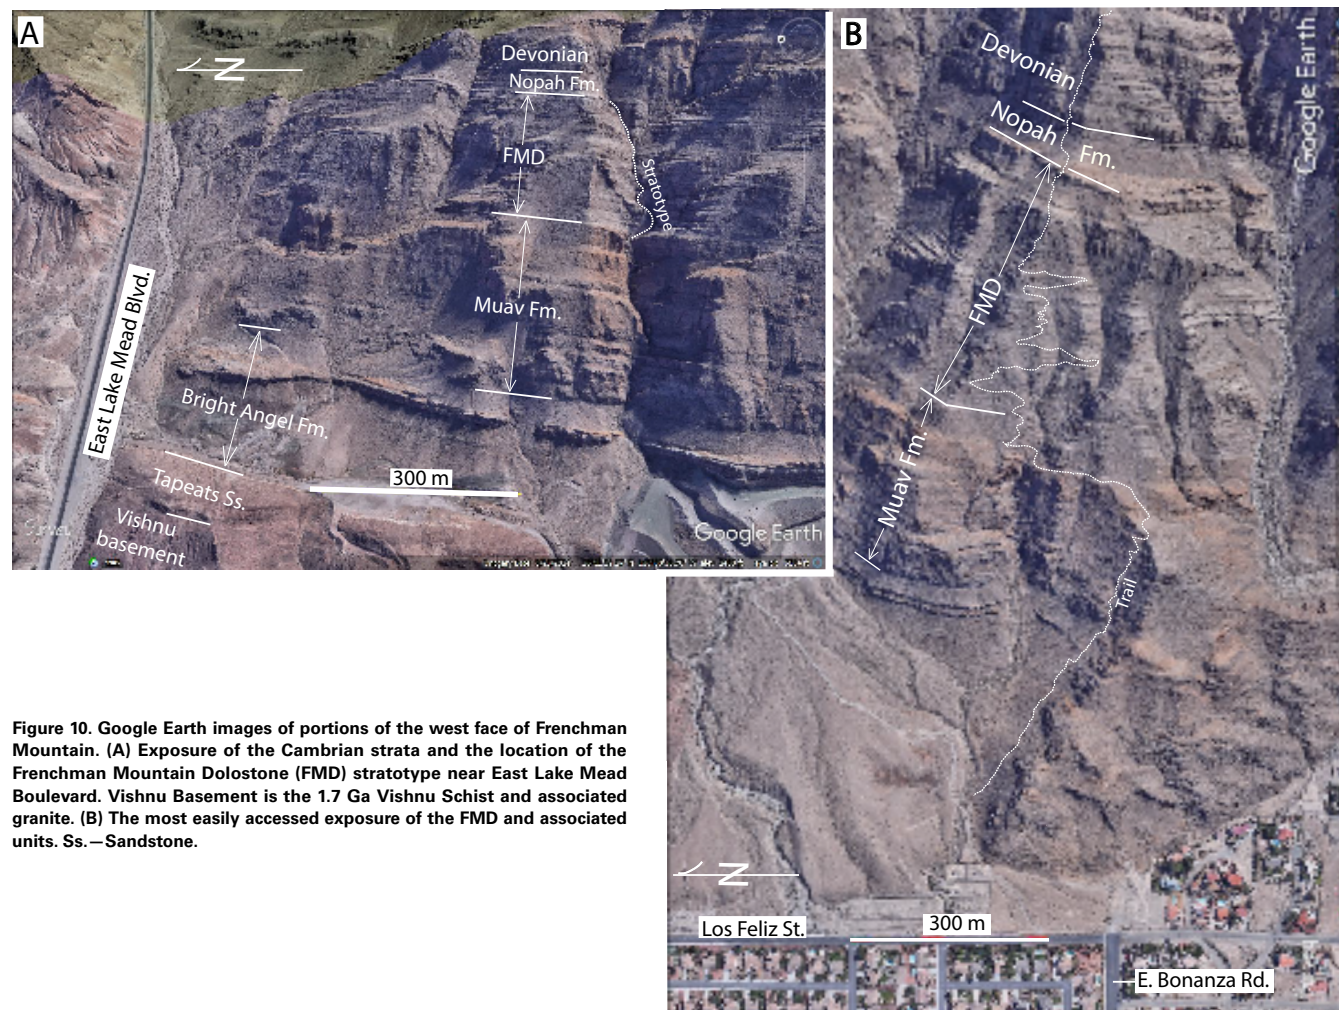 A
N
Devonian
Nopah Fm.
FMD
Stratotype
Muav Fm.
East Lake Mead Blvd.
Bright Angel Fm.
Tapeats Ss.
300 m
Vishnu
basement
Google Earth
B
Google Earth
Devonian
Nopah Fm.
FMD
Muav Fm.
Trail
N
Los Feliz St.
300 m
E. Bonanza Rd.
Figure 10. Google Earth images of portions of the west face of Frenchman
Mountain. (A) Exposure of the Cambrian strata and the location of the
Frenchman Mountain Dolostone (FMD) stratotype near East Lake Mead
Boulevard. Vishnu Basement is the 1.7 Ga Vishnu Schist and associated
granite. (B) The most easily accessed exposure of the FMD and associated
units. Ss.—Sandstone.